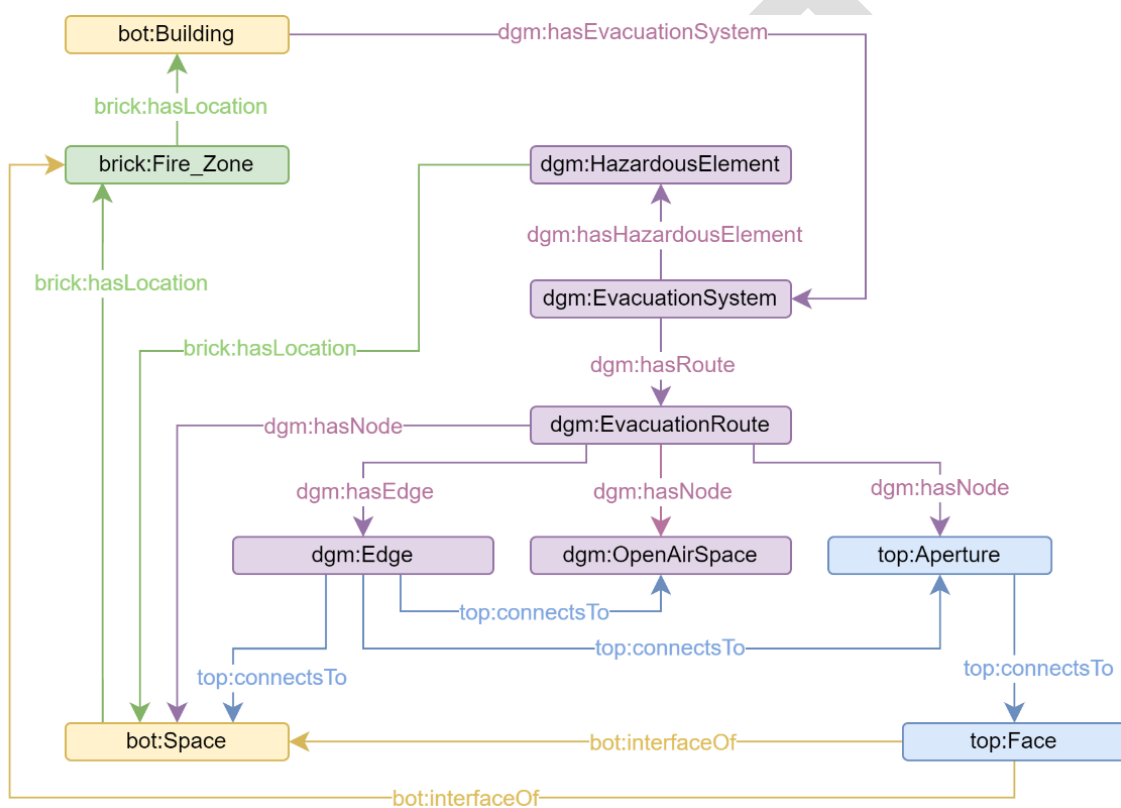 bot:Building
dgm:hasEvacuationSystem
brick:hasLocation
brick:Fire_Zone
dgm:HazardousElement
dgm:hasHazardousElement
brick:hasLocation
dgm:EvacuationSystem
brick:hasLocation
dgm:hasRoute
dgm:hasNode
dgm:EvacuationRoute
dgm:hasEdge
dgm:hasNode
dgm:hasNode
dgm:Edge
dgm:OpenAirSpace
top:Aperture
top:connectsTo
top:connectsTo
top:connectsTo
top:connectsTo
bot:Space
bot:interfaceOf
top:Face
bot:interfaceOf